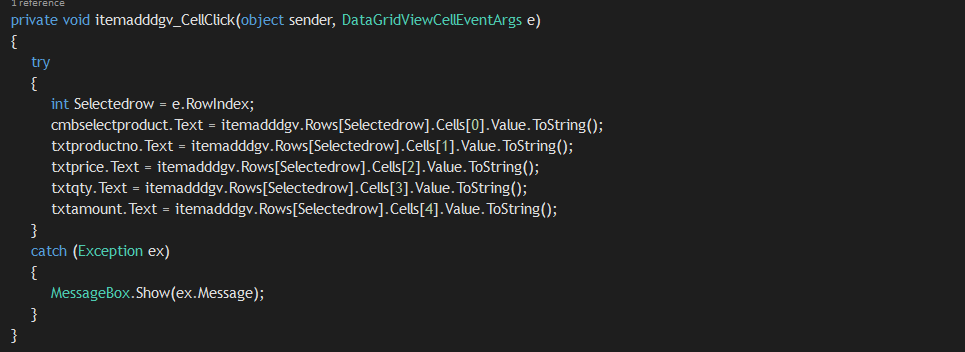 1 reference
private void itemadddgv_CellClick(object sender, DataGridViewCellEventArgs e)
{
try
{
int Selectedrow = e.RowIndex;
cmbselectproduct.Text = itemadddgv.Rows[Selectedrow].Cells[0].Value.ToString();
txtproductno.Text = itemadddgv.Rows[Selectedrow].Cells[1].Value.ToString();
txtprice.Text = itemadddgv.Rows[Selectedrow].Cells[2].Value.ToString();
txtqty.Text = itemadddgv.Rows[Selectedrow].Cells[3].Value.ToString();
txtamount.Text = itemadddgv.Rows[Selectedrow].Cells[4].Value.ToString();
}
catch (Exception ex)
{
MessageBox.Show(ex.Message);
}
}